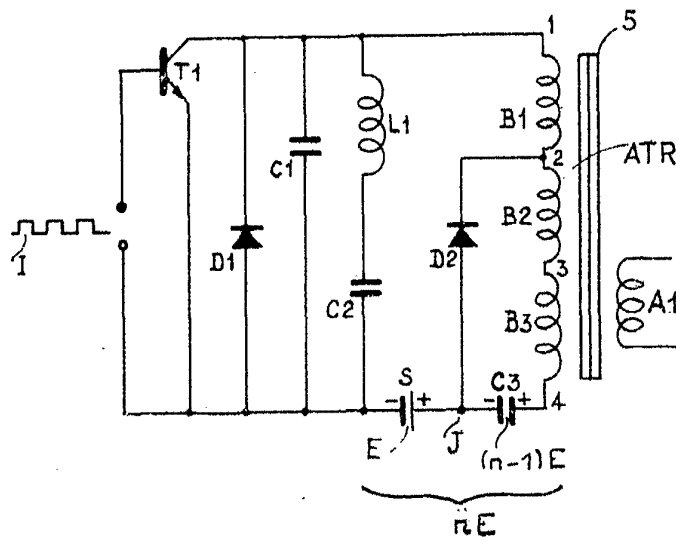 1
5
T1
B1
L1
C1
2
ATR
B2
I
D1
D2
3
A1
C2
B3
S
C3
- +
- +
4
E
J
(n-1)E
nE